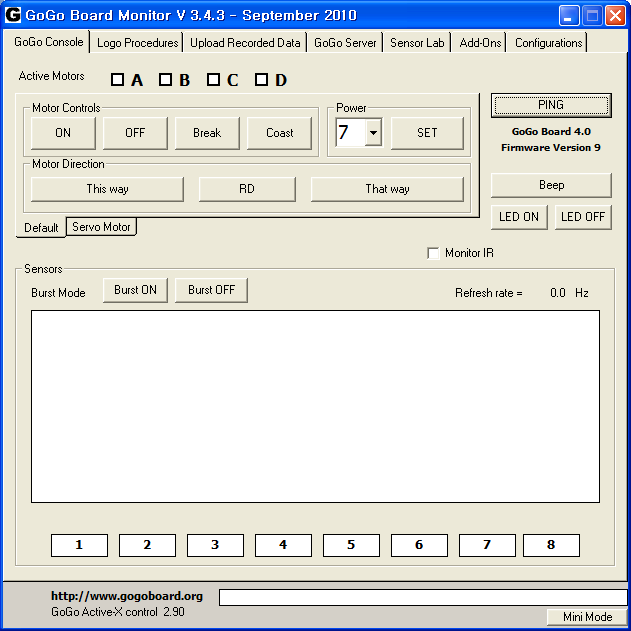 G GoGo Board Monitor V 3.4.3 - September 2010
GoGo Console Logo Procedures Upload Recorded Data GoGo Server Sensor Lab Add-Ons Configurations
Active Motors A B C D
Motor Controls
ON OFF Break Coast
Power
7 SET
PING
GoGo Board 4.0
Firmware Version 9
Motor Direction
This way RD That way
Beep
LED ON LED OFF
Default Servo Motor
Monitor IR
Sensors
Burst Mode Burst ON Burst OFF Refresh rate = 0.0 Hz
1 2 3 4 5 6 7 8
http://www.gogoboard.org
GoGo Active-X control 2.90
Mini Mode